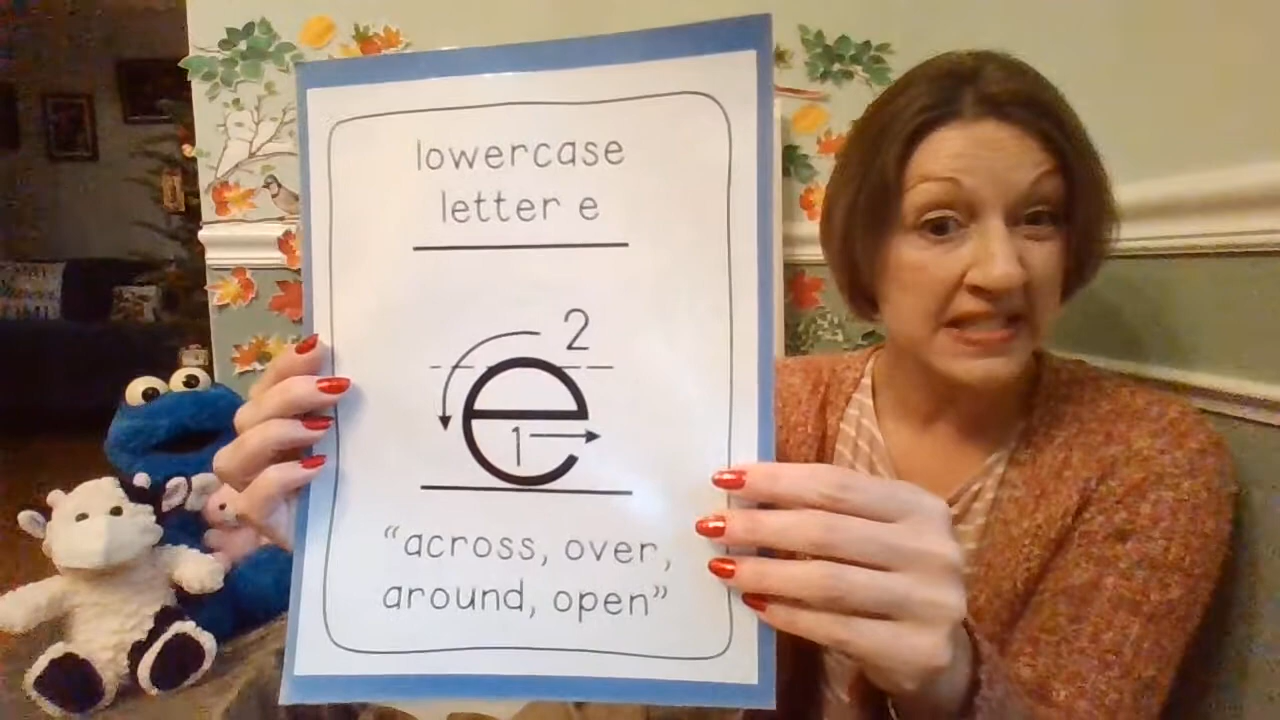 lowercase
letter e
2
e
1
“across, over,
around, open”